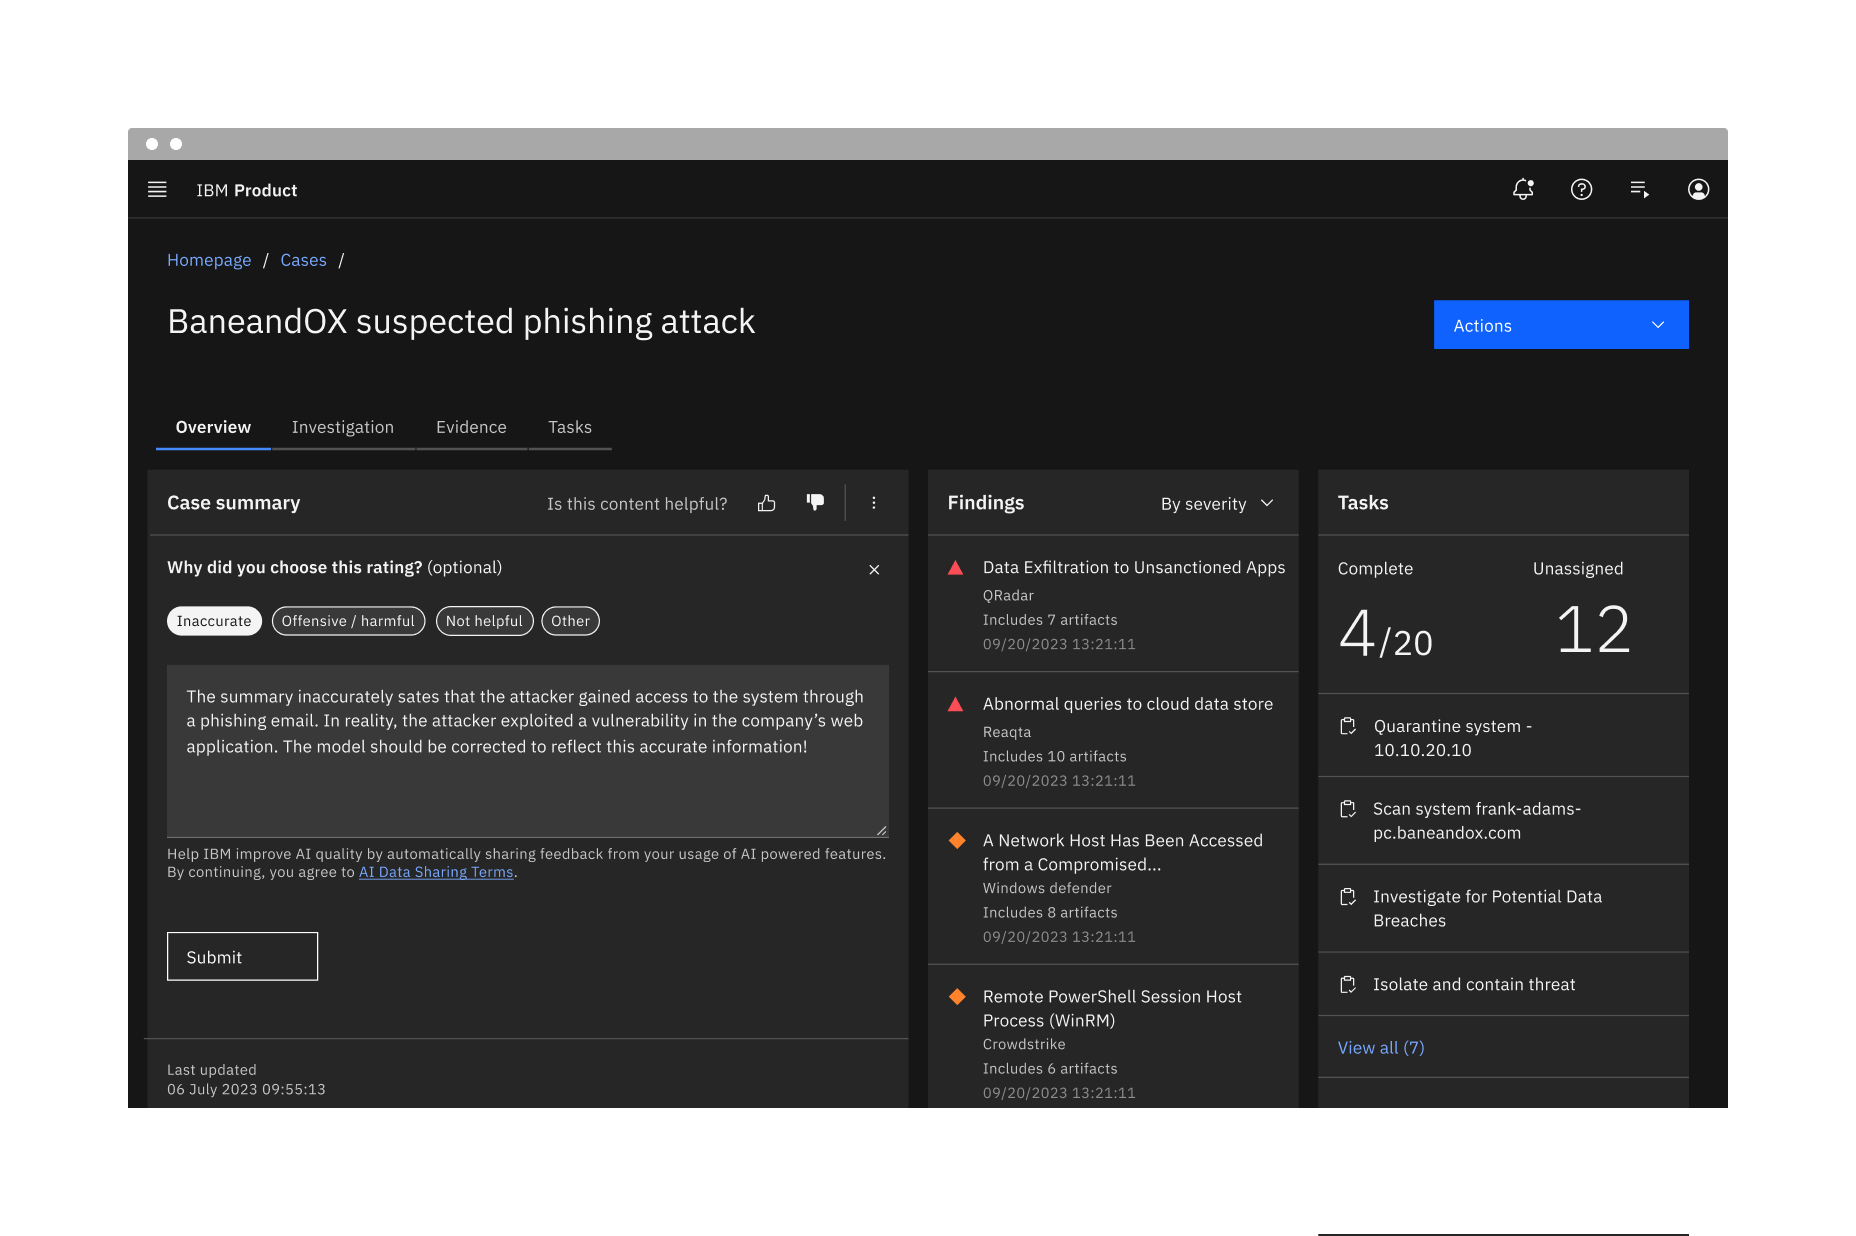 IBM Product
Homepage / Cases /
BaneandOX suspected phishing attack
Actions
Overview Investigation Evidence Tasks
Case summary
Is this content helpful?
Why did you choose this rating? (optional)
Inaccurate
Offensive / harmful
Not helpful
Other
The summary inaccurately sates that the attacker gained access to the system through
a phishing email. In reality, the attacker exploited a vulnerability in the company’s web
application. The model should be corrected to reflect this accurate information!
Help IBM improve AI quality by automatically sharing feedback from your usage of AI powered features.
By continuing, you agree to AI Data Sharing Terms.
Submit
Last updated
06 July 2023 09:55:13
Findings
By severity
Data Exfiltration to Unsanctioned Apps
QRadar
Includes 7 artifacts
09/20/2023 13:21:11
Abnormal queries to cloud data store
Reaqta
Includes 10 artifacts
09/20/2023 13:21:11
A Network Host Has Been Accessed
from a Compromised...
Windows defender
Includes 8 artifacts
09/20/2023 13:21:11
Remote PowerShell Session Host
Process (WinRM)
Crowdstrike
Includes 6 artifacts
09/20/2023 13:21:11
Tasks
Complete
4/20
Unassigned
12
Quarantine system -
10.10.20.10
Scan system frank-adams-
pc.baneandox.com
Investigate for Potential Data
Breaches
Isolate and contain threat
View all (7)